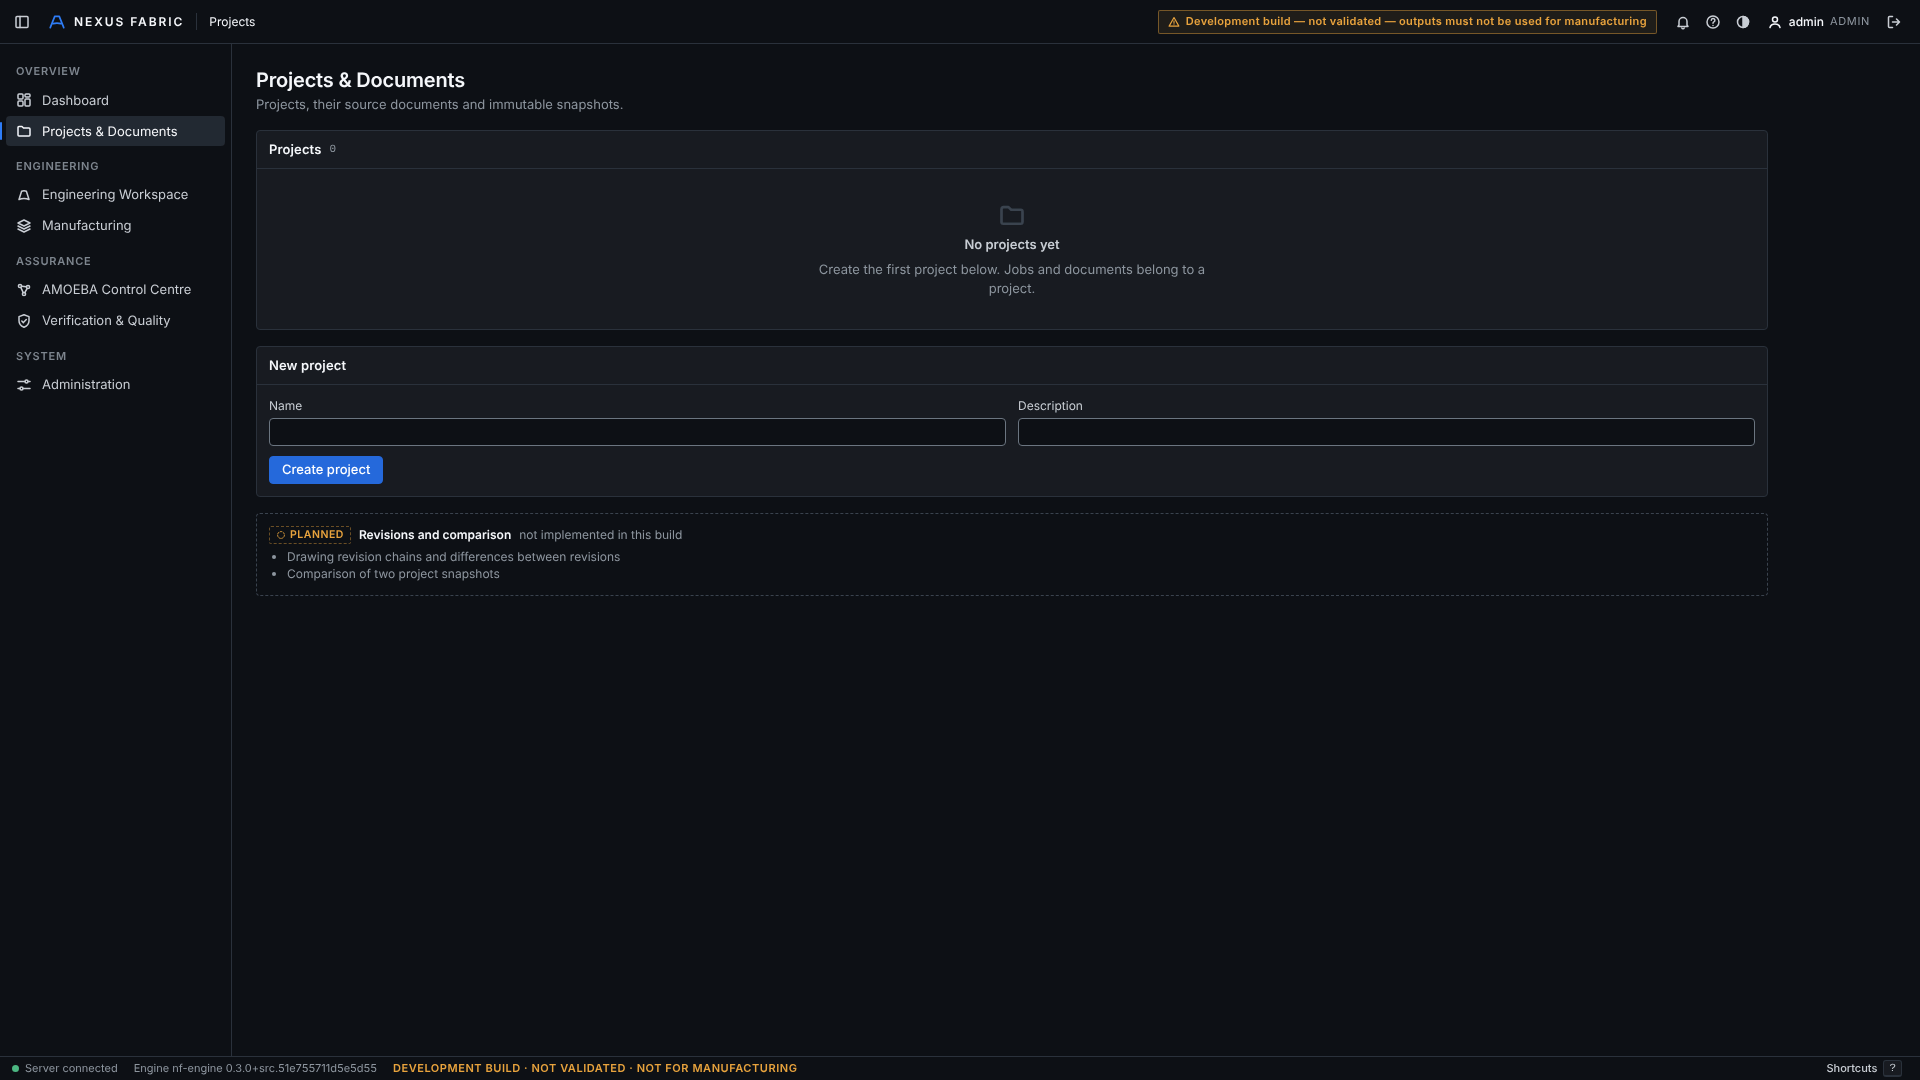 NEXUS FABRIC
Projects
Development build — not validated — outputs must not be used for manufacturing
admin ADMIN
OVERVIEW
Dashboard
Projects & Documents
ENGINEERING
Engineering Workspace
Manufacturing
ASSURANCE
AMOEBA Control Centre
Verification & Quality
SYSTEM
Administration
Projects & Documents
Projects, their source documents and immutable snapshots.
Projects 0
No projects yet
Create the first project below. Jobs and documents belong to a
project.
New project
Name
Description
Create project
PLANNED Revisions and comparison not implemented in this build
• Drawing revision chains and differences between revisions
• Comparison of two project snapshots
Server connected
Engine nf-engine 0.3.0+src.51e755711d5e5d55
DEVELOPMENT BUILD · NOT VALIDATED · NOT FOR MANUFACTURING
Shortcuts ?